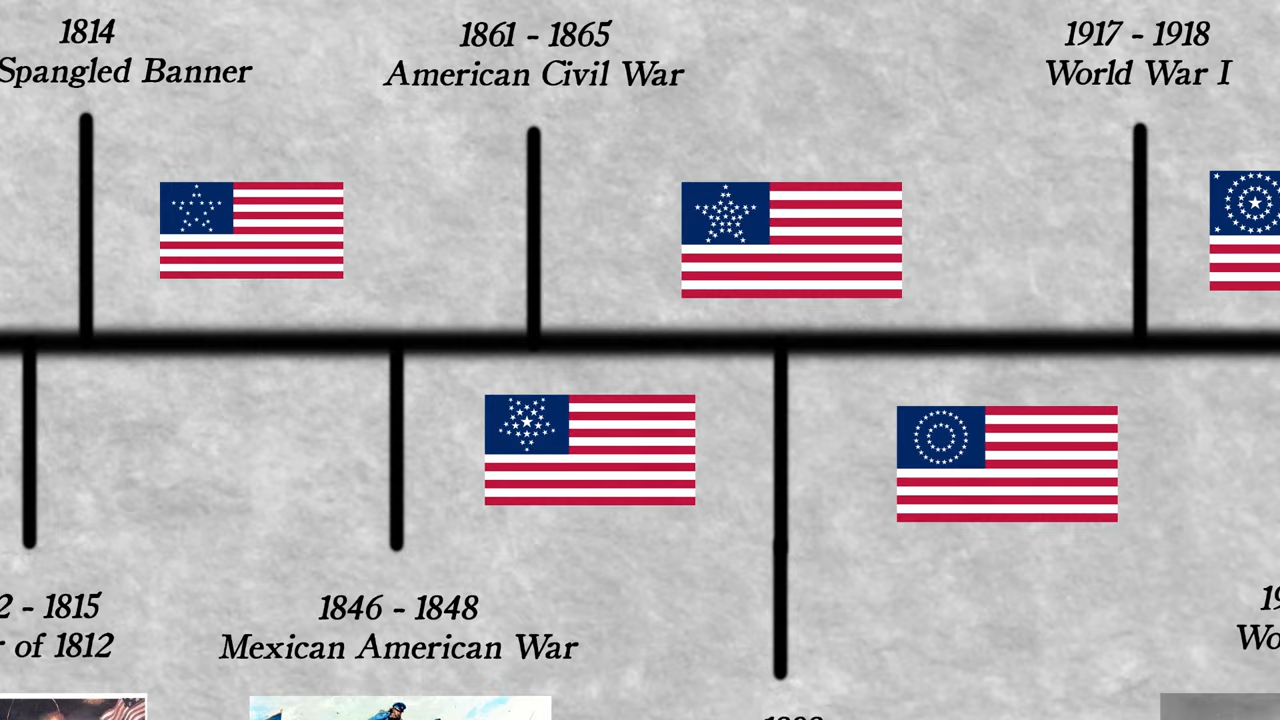 1814
Spangled Banner
1861 - 1865
American Civil War
1917 - 1918
World War I
2 - 1815
of 1812
1846 - 1848
Mexican American War